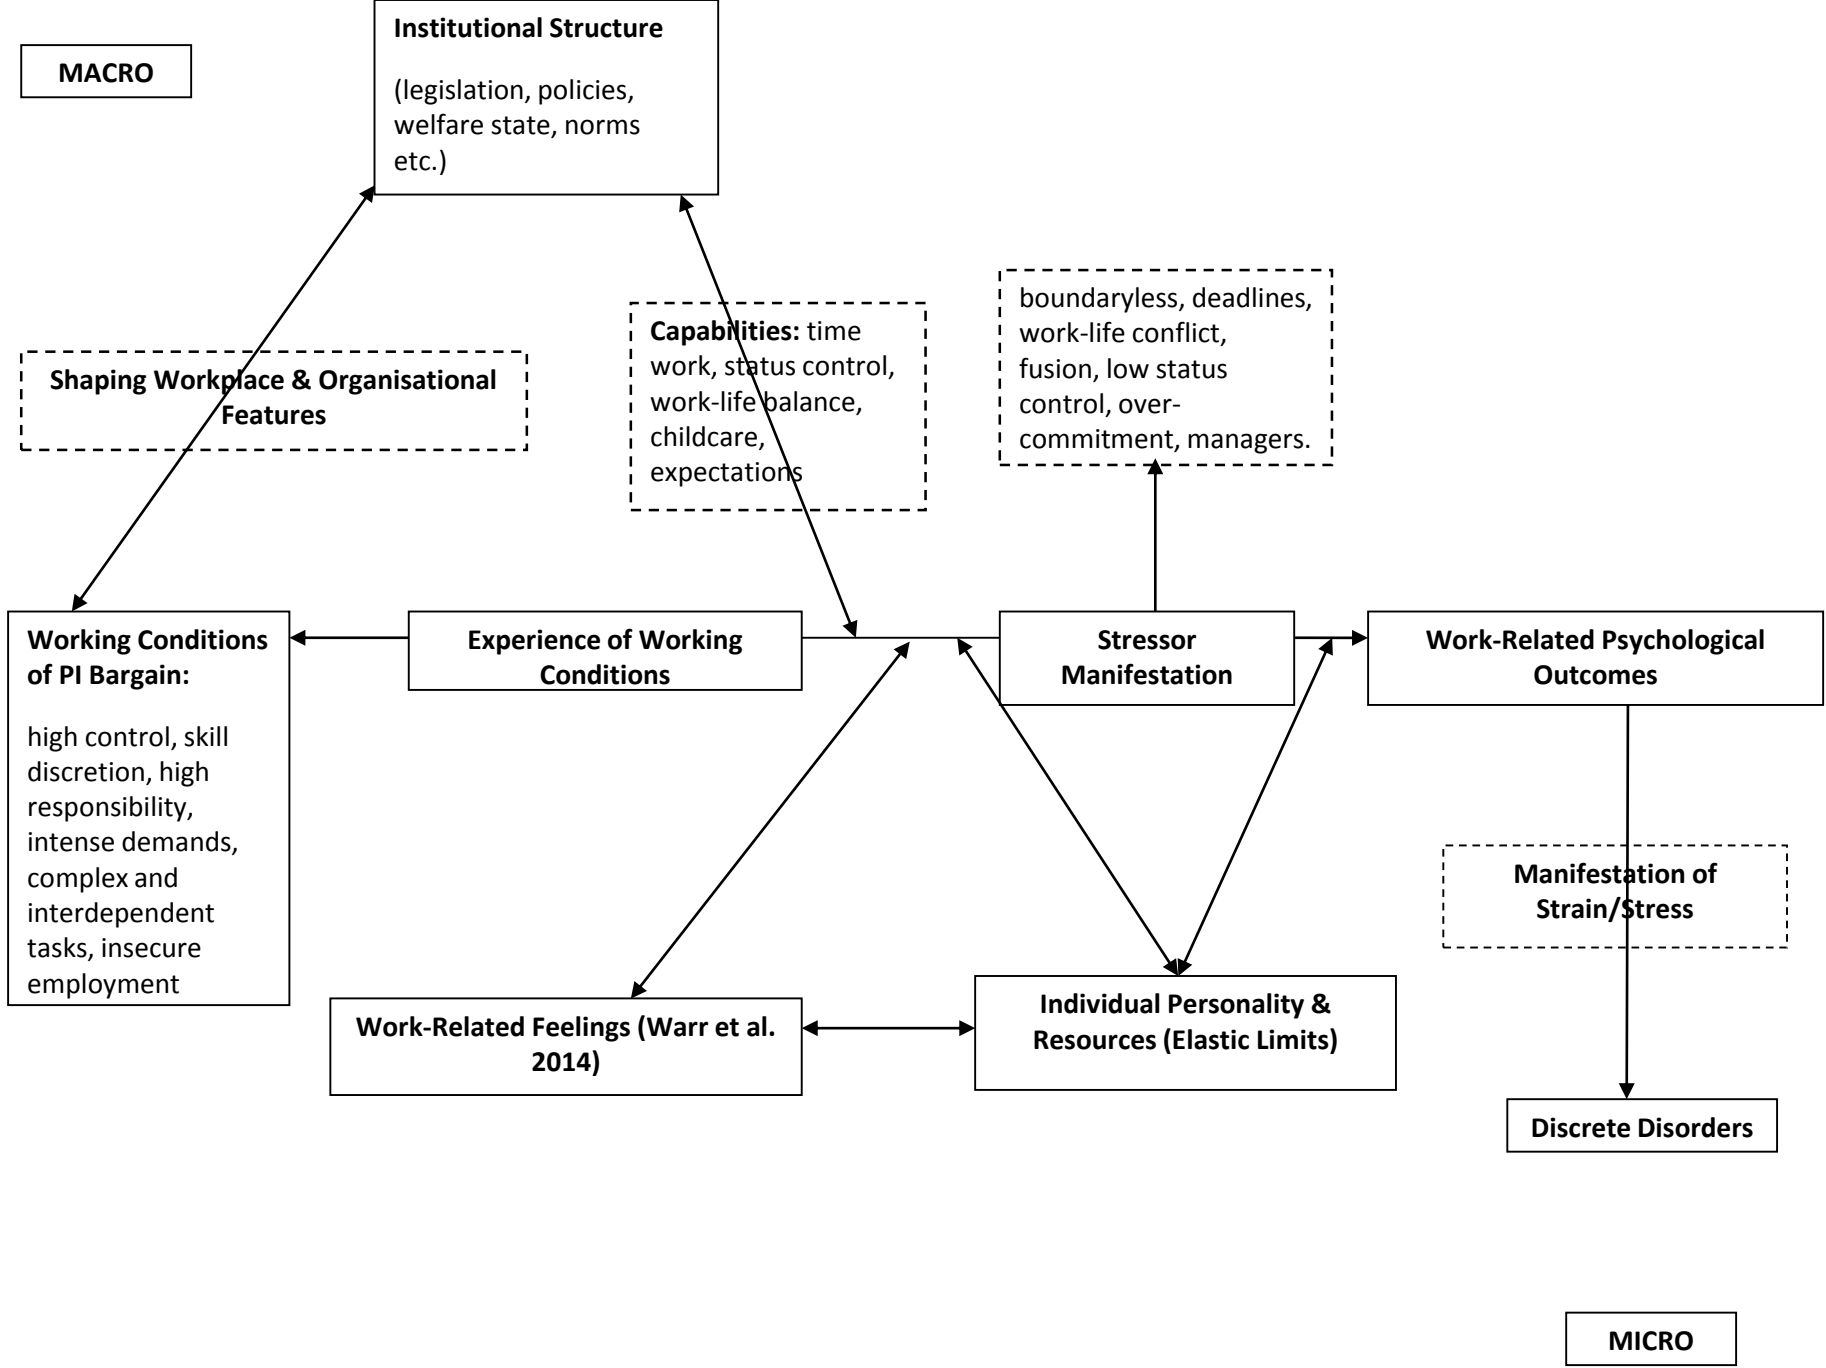 Institutional Structure
(legislation, policies,
welfare state, norms
etc.)
MACRO
boundaryless, deadlines,
work-life conflict,
fusion, low status
control, over-
commitment, managers.
Capabilities: time
work, status control,
work-life balance,
childcare,
expectations
Shaping Workplace & Organisational
Features
Working Conditions
of PI Bargain:
high control, skill
discretion, high
responsibility,
intense demands,
complex and
interdependent
tasks, insecure
employment
Experience of Working
Conditions
Stressor
Manifestation
Work-Related Psychological
Outcomes
Manifestation of
Strain/Stress
Work-Related Feelings (Warr et al.
2014)
Individual Personality &
Resources (Elastic Limits)
Discrete Disorders
MICRO